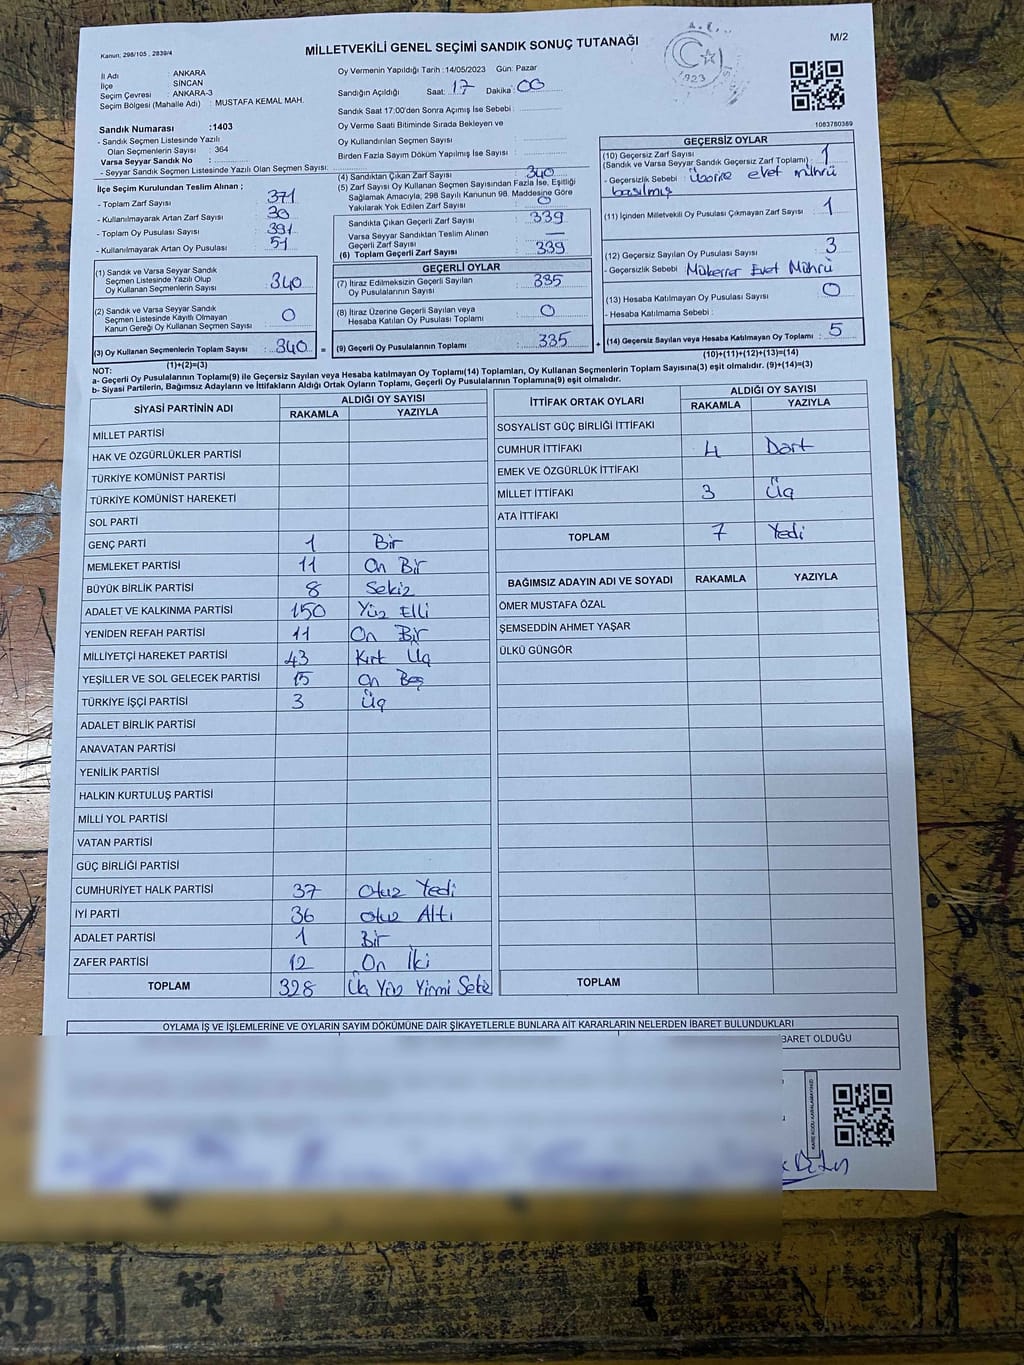 Kanun; 298/105 , 2839/4
MİLLETVEKİLİ GENEL SEÇİMİ SANDIK SONUÇ TUTANAĞI
M/2
İl Adı : ANKARA
İlçe : SİNCAN
Seçim Çevresi : ANKARA-3
Seçim Bölgesi (Mahalle Adı) : MUSTAFA KEMAL MAH.
Sandık Numarası :1403
- Sandık Seçmen Listesinde Yazılı
Olan Seçmenlerin Sayısı : 364
Varsa Seyyar Sandık No :
- Seyyar Sandık Seçmen Listesinde Yazılı Olan Seçmen Sayısı:
Oy Vermenin Yapıldığı Tarih :14/05/2023 Gün: Pazar
Sandığın Açıldığı Saat: 17 Dakika: 00
Sandık Saat 17:00'den Sonra Açımış İse Sebebi :
Oy Verme Saati Bitiminde Sırada Bekleyen ve
Oy Kullandırılan Seçmen Sayısı :
Birden Fazla Sayım Döküm Yapılmış İse Sayısı :
A.Ü.
1923
1063780389
İlçe Seçim Kurulundan Teslim Alınan ;
- Toplam Zarf Sayısı : 371
- Kullanılmayarak Artan Zarf Sayısı : 30
- Toplam Oy Pusulası Sayısı : 391
- Kullanılmayarak Artan Oy Pusulası : 51
(1) Sandık ve Varsa Seyyar Sandık
Seçmen Listesinde Yazılı Olup
Oy Kullanan Seçmenlerin Sayısı : 340
(2) Sandık ve Varsa Seyyar Sandık
Seçmen Listesinde Kayıtlı Olmayan
Kanun Gereği Oy Kullanan Seçmen Sayısı : 0
(3) Oy Kullanan Seçmenlerin Toplam Sayısı : 340 =
(1)+(2)=(3)
(4) Sandıktan Çıkan Zarf Sayısı : 340
(5) Zarf Sayısı Oy Kullanan Seçmen Sayısından Fazla İse, Eşitliği
Sağlamak Amacıyla, 298 Sayılı Kanunun 98. Maddesine Göre
Yakılarak Yok Edilen Zarf Sayısı : 0
Sandıkta Çıkan Geçerli Zarf Sayısı : 339
Varsa Seyyar Sandıktan Teslim Alınan
Geçerli Zarf Sayısı : —
(6) Toplam Geçerli Zarf Sayısı : 339
GEÇERLİ OYLAR
(7) İtiraz Edilmeksizin Geçerli Sayılan
Oy Pusulalarının Sayısı : 335
(8) İtiraz Üzerine Geçerli Sayılan veya
Hesaba Katılan Oy Pusulası Toplamı : 0
(9) Geçerli Oy Pusulalarının Toplamı : 335 +
GEÇERSİZ OYLAR
(10) Geçersiz Zarf Sayısı
(Sandık ve Varsa Seyyar Sandık Geçersiz Zarf Toplamı) : 1
- Geçersizlik Sebebi : Üzerine evet mührü
basılmış
(11) İçinden Milletvekili Oy Pusulası Çıkmayan Zarf Sayısı : 1
(12) Geçersiz Sayılan Oy Pusulası Sayısı : 3
- Geçersizlik Sebebi : Mükerrer Evet Mührü
(13) Hesaba Katılmayan Oy Pusulası Sayısı : 0
- Hesaba Katılmama Sebebi :
(14) Geçersiz Sayılan veya Hesaba Katılmayan Oy Toplamı : 5
(10)+(11)+(12)+(13)=(14)
NOT:
a- Geçerli Oy Pusulalarının Toplamı(9) ile Geçersiz Sayılan veya Hesaba katılmayan Oy Toplamı(14) Toplamları, Oy Kullanan Seçmenlerin Toplam Sayısına(3) eşit olmalıdır. (9)+(14)=(3)
b- Siyasi Partilerin, Bağımsız Adayların ve İttifakların Aldığı Ortak Oyların Toplamı, Geçerli Oy Pusulalarının Toplamına(9) eşit olmalıdır.
SİYASİ PARTİNİN ADI ALDIĞI OY SAYISI
RAKAMLA YAZIYLA
MİLLET PARTİSİ
HAK VE ÖZGÜRLÜKLER PARTİSİ
TÜRKİYE KOMÜNİST PARTİSİ
TÜRKİYE KOMÜNİST HAREKETİ
SOL PARTİ
GENÇ PARTİ 1 Bir
MEMLEKET PARTİSİ 11 On Bir
BÜYÜK BİRLİK PARTİSİ 8 Sekiz
ADALET VE KALKINMA PARTİSİ 150 Yüz Elli
YENİDEN REFAH PARTİSİ 11 On Bir
MİLLİYETÇİ HAREKET PARTİSİ 43 Kırk Üç
YEŞİLLER VE SOL GELECEK PARTİSİ 15 On Beş
TÜRKİYE İŞÇİ PARTİSİ 3 Üç
ADALET BİRLİK PARTİSİ
ANAVATAN PARTİSİ
YENİLİK PARTİSİ
HALKIN KURTULUŞ PARTİSİ
MİLLİ YOL PARTİSİ
VATAN PARTİSİ
GÜÇ BİRLİĞİ PARTİSİ
CUMHURİYET HALK PARTİSİ 37 Otuz Yedi
İYİ PARTİ 36 Otuz Altı
ADALET PARTİSİ 1 Bir
ZAFER PARTİSİ 12 On İki
TOPLAM 328 Üç Yüz Yirmi Sekiz
İTTİFAK ORTAK OYLARI ALDIĞI OY SAYISI
RAKAMLA YAZIYLA
SOSYALİST GÜÇ BİRLİĞİ İTTİFAKI
CUMHUR İTTİFAKI 4 Dört
EMEK VE ÖZGÜRLÜK İTTİFAKI
MİLLET İTTİFAKI 3 Üç
ATA İTTİFAKI
TOPLAM 7 Yedi
BAĞIMSIZ ADAYIN ADI VE SOYADI RAKAMLA YAZIYLA
ÖMER MUSTAFA ÖZAL
ŞEMSEDDİN AHMET YAŞAR
ÜLKÜ GÜNGÖR
TOPLAM
OYLAMA İŞ VE İŞLEMLERİNE VE OYLARIN SAYIM DÖKÜMÜNE DAİR ŞİKAYETLERLE BUNLARA AİT KARARLARIN NELERDEN İBARET BULUNDUKLARI
BARET OLDUĞU